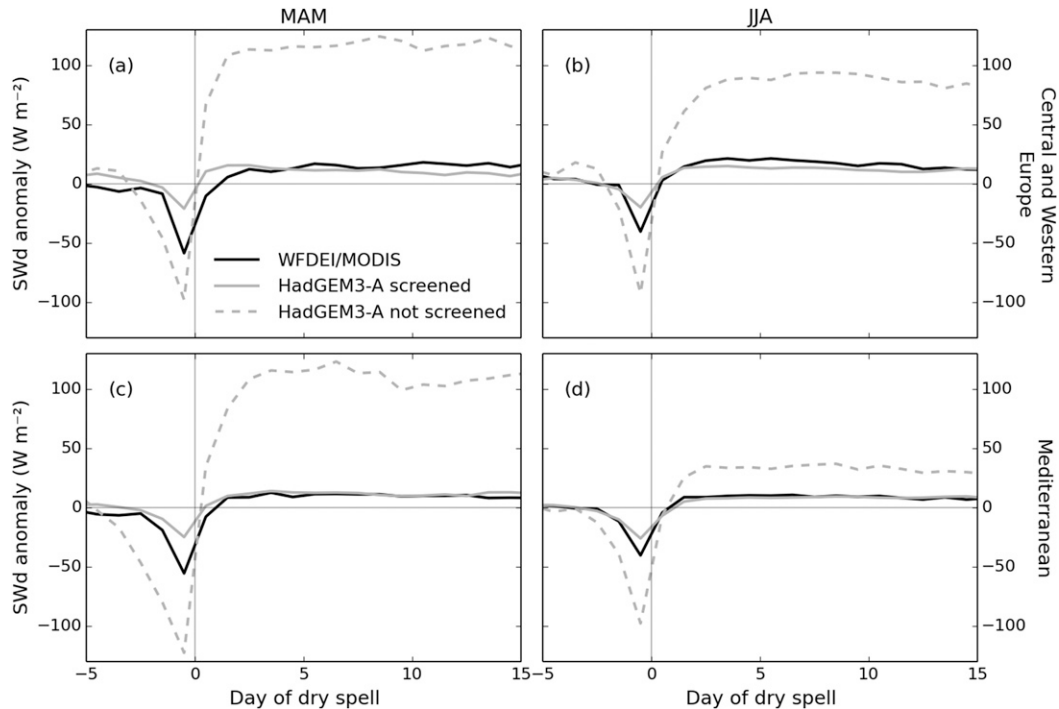 MAM
JJA
SWd anomaly (W m⁻²)
100
50
0
−50
−100
(a)
WFDEI/MODIS
HadGEM3-A screened
HadGEM3-A not screened
(b)
100
50
0
−50
−100
Central and Western
Europe
SWd anomaly (W m⁻²)
100
50
0
−50
−100
(c)
−5
0
5
10
15
Day of dry spell
(d)
100
50
0
−50
−100
Mediterranean
−5
0
5
10
15
Day of dry spell